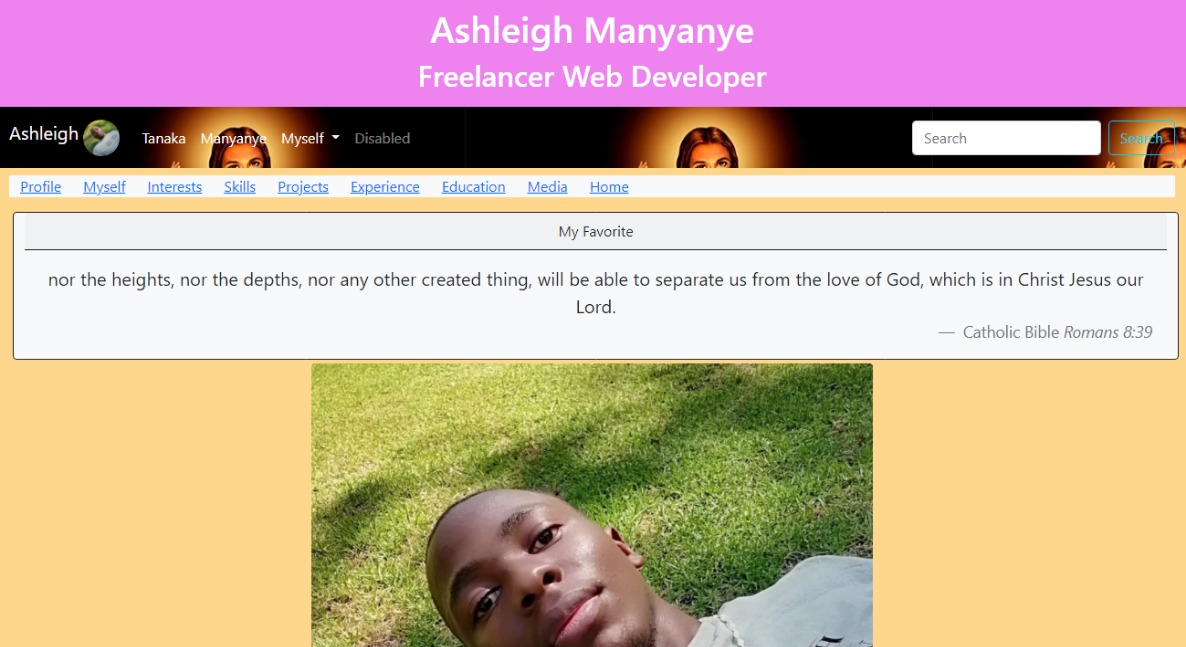 Ashleigh Manyanye
Freelancer Web Developer
Ashleigh Tanaka Manyanye Myself Disabled Search Search
Profile Myself Interests Skills Projects Experience Education Media Home
My Favorite
nor the heights, nor the depths, nor any other created thing, will be able to separate us from the love of God, which is in Christ Jesus our
Lord.
— Catholic Bible Romans 8:39